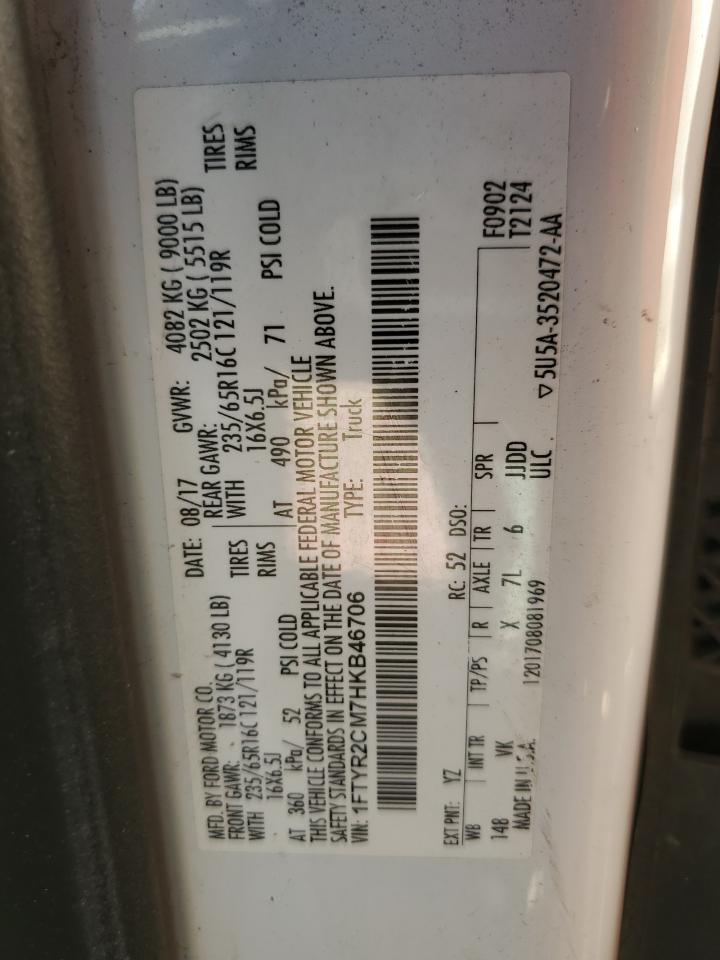 MFD. BY FORD MOTOR CO.
DATE: 08/17 GVWR: 4082 KG ( 9000 LB)
FRONT GAWR: 1873 KG ( 4130 LB)
REAR GAWR: 2502 KG ( 5515 LB)
WITH 235/65R16C 121/119R TIRES
WITH 235/65R16C 121/119R TIRES
16X6.5J RIMS
16X6.5J RIMS
AT 360 kPa/ 52 PSI COLD
AT 490 kPa/ 71 PSI COLD
THIS VEHICLE CONFORMS TO ALL APPLICABLE FEDERAL MOTOR VEHICLE
SAFETY STANDARDS IN EFFECT ON THE DATE OF MANUFACTURE SHOWN ABOVE.
VIN: 1FTYR2CM7HKB46706
TYPE: Truck
EXT PNT: YZ RC: 52 DSO:
WB INT TR TP/PS R AXLE TR SPR F0902
T2124
148 VK X 7L 6 JJDD
MADE IN U.S.A. 1201708081969 ULC ▽5U5A-3520472-AA